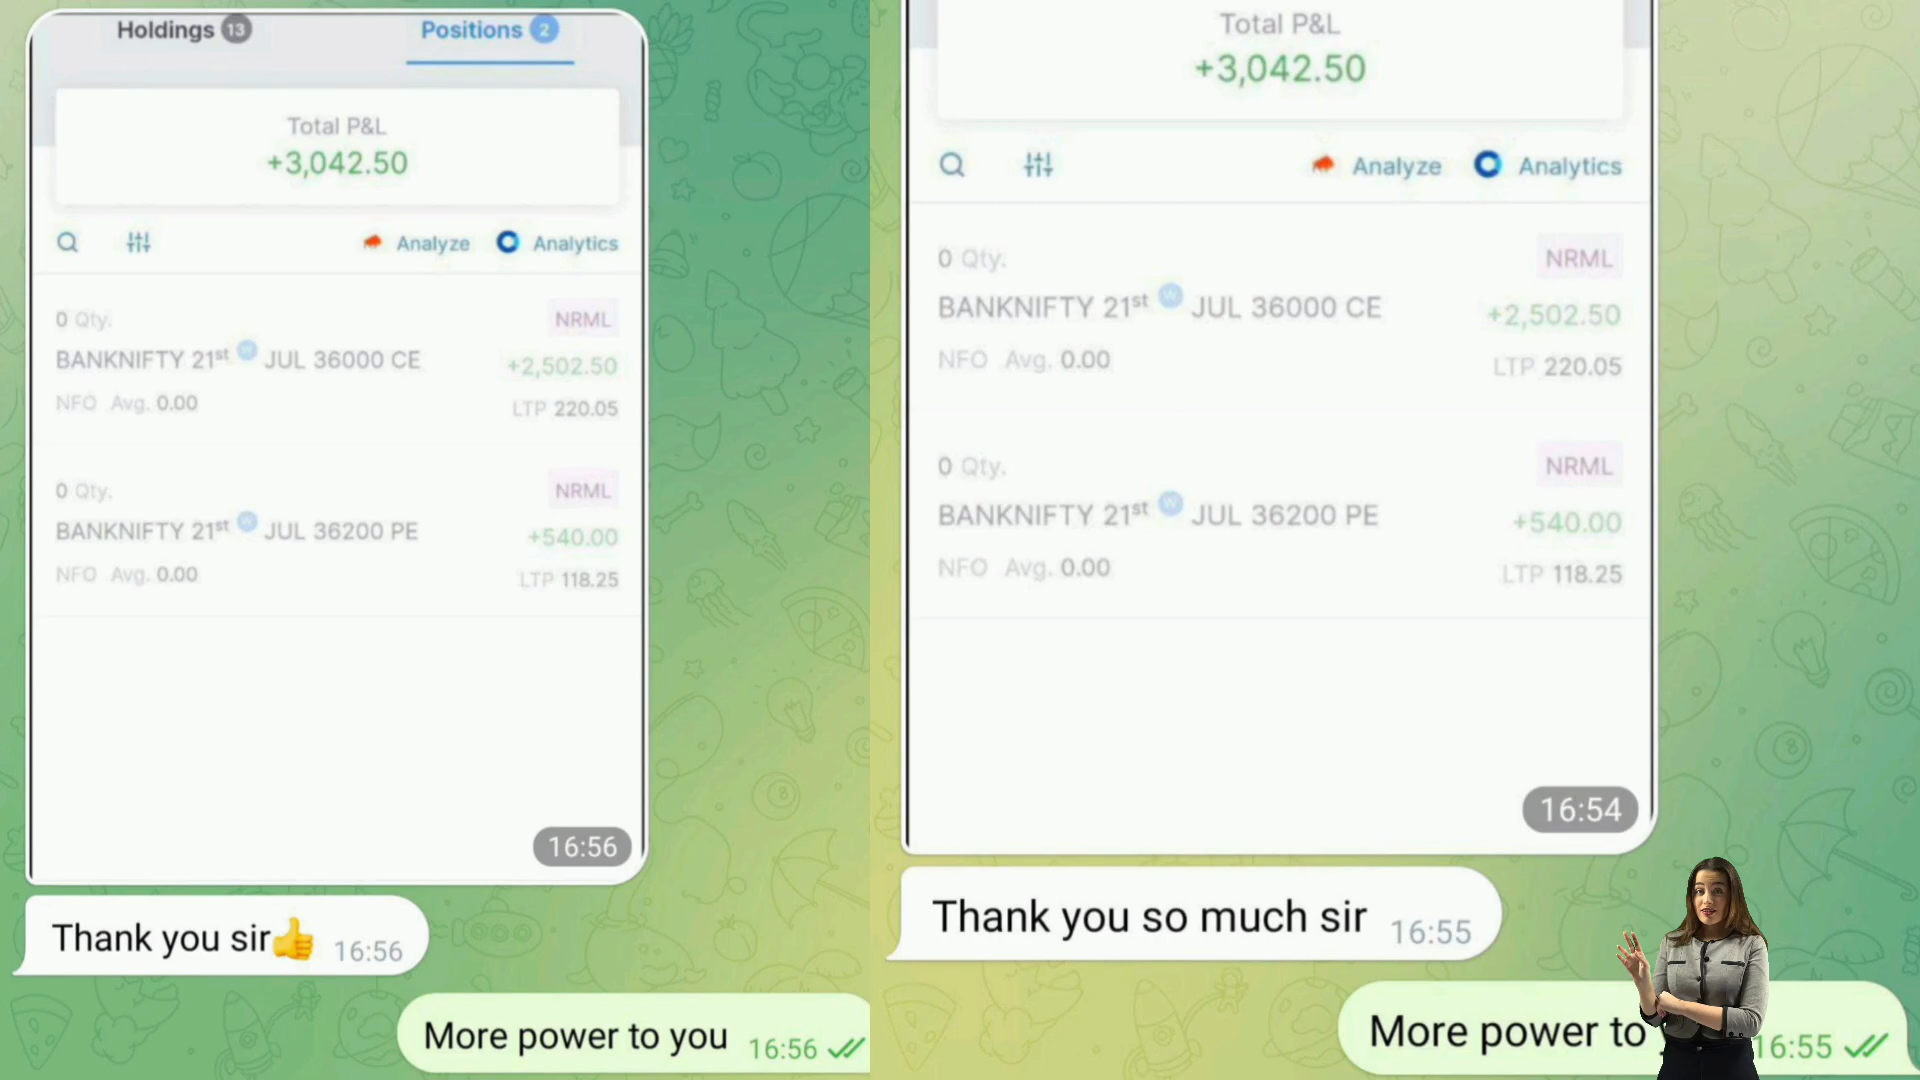 Holdings 13 Positions 2
Total P&L
+3,042.50
Analyze Analytics
0 Qty. NRML
BANKNIFTY 21st W JUL 36000 CE +2,502.50
NFO Avg. 0.00 LTP 220.05
0 Qty. NRML
BANKNIFTY 21st W JUL 36200 PE +540.00
NFO Avg. 0.00 LTP 118.25
16:56
Thank you sir👍 16:56
More power to you 16:56
Total P&L
+3,042.50
Analyze Analytics
0 Qty. NRML
BANKNIFTY 21st W JUL 36000 CE +2,502.50
NFO Avg. 0.00 LTP 220.05
0 Qty. NRML
BANKNIFTY 21st W JUL 36200 PE +540.00
NFO Avg. 0.00 LTP 118.25
16:54
Thank you so much sir 16:55
More power to 16:55